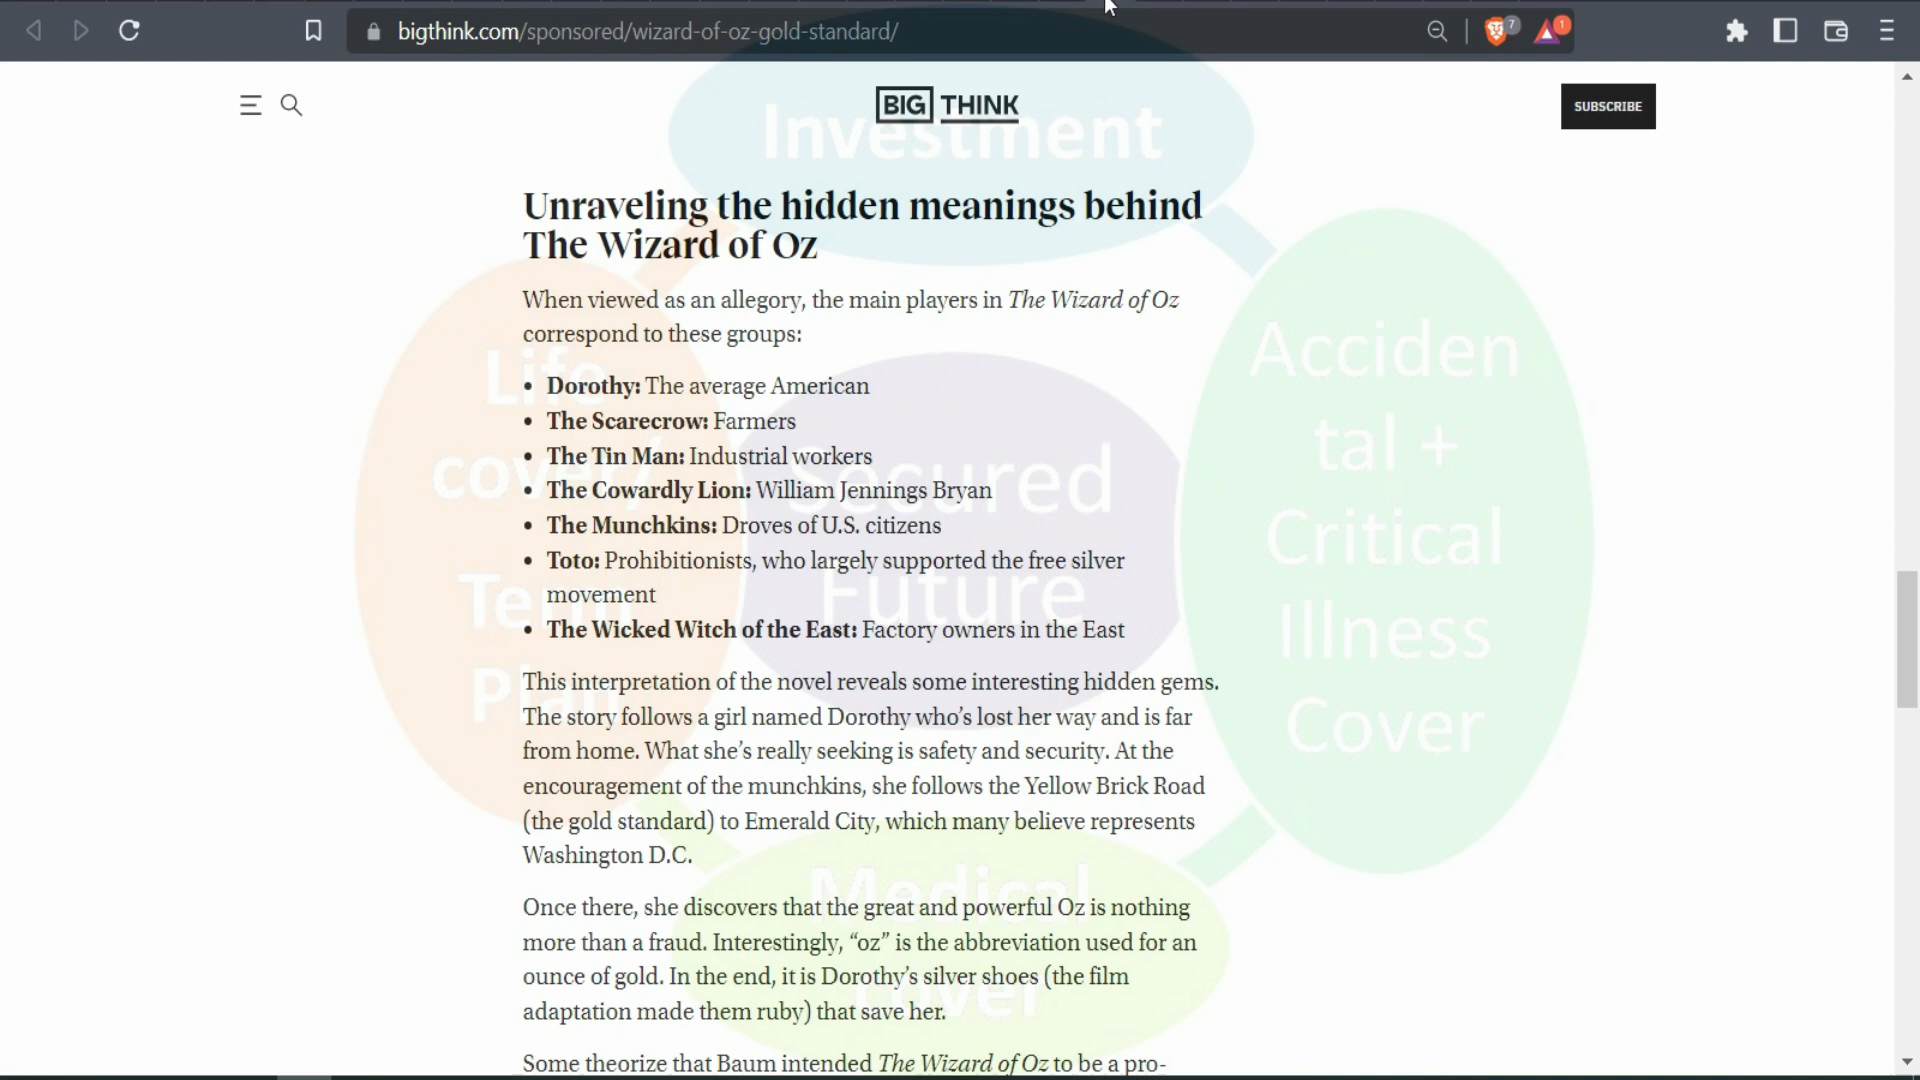 bigthink.com/sponsored/wizard-of-oz-gold-standard/
7
1
BIG THINK
SUBSCRIBE
Investment
Unraveling the hidden meanings behind
The Wizard of Oz
When viewed as an allegory, the main players in The Wizard of Oz
correspond to these groups:
• Dorothy: The average American
• The Scarecrow: Farmers
• The Tin Man: Industrial workers
• The Cowardly Lion: William Jennings Bryan
• The Munchkins: Droves of U.S. citizens
• Toto: Prohibitionists, who largely supported the free silver
movement
• The Wicked Witch of the East: Factory owners in the East
This interpretation of the novel reveals some interesting hidden gems.
The story follows a girl named Dorothy who’s lost her way and is far
from home. What she’s really seeking is safety and security. At the
encouragement of the munchkins, she follows the Yellow Brick Road
(the gold standard) to Emerald City, which many believe represents
Washington D.C.
Once there, she discovers that the great and powerful Oz is nothing
more than a fraud. Interestingly, “oz” is the abbreviation used for an
ounce of gold. In the end, it is Dorothy’s silver shoes (the film
adaptation made them ruby) that save her.
Some theorize that Baum intended The Wizard of Oz to be a pro-
Life
cover/
Term
Plan
Secured
Future
Acciden
tal +
Critical
Illness
Cover
Medical
cover